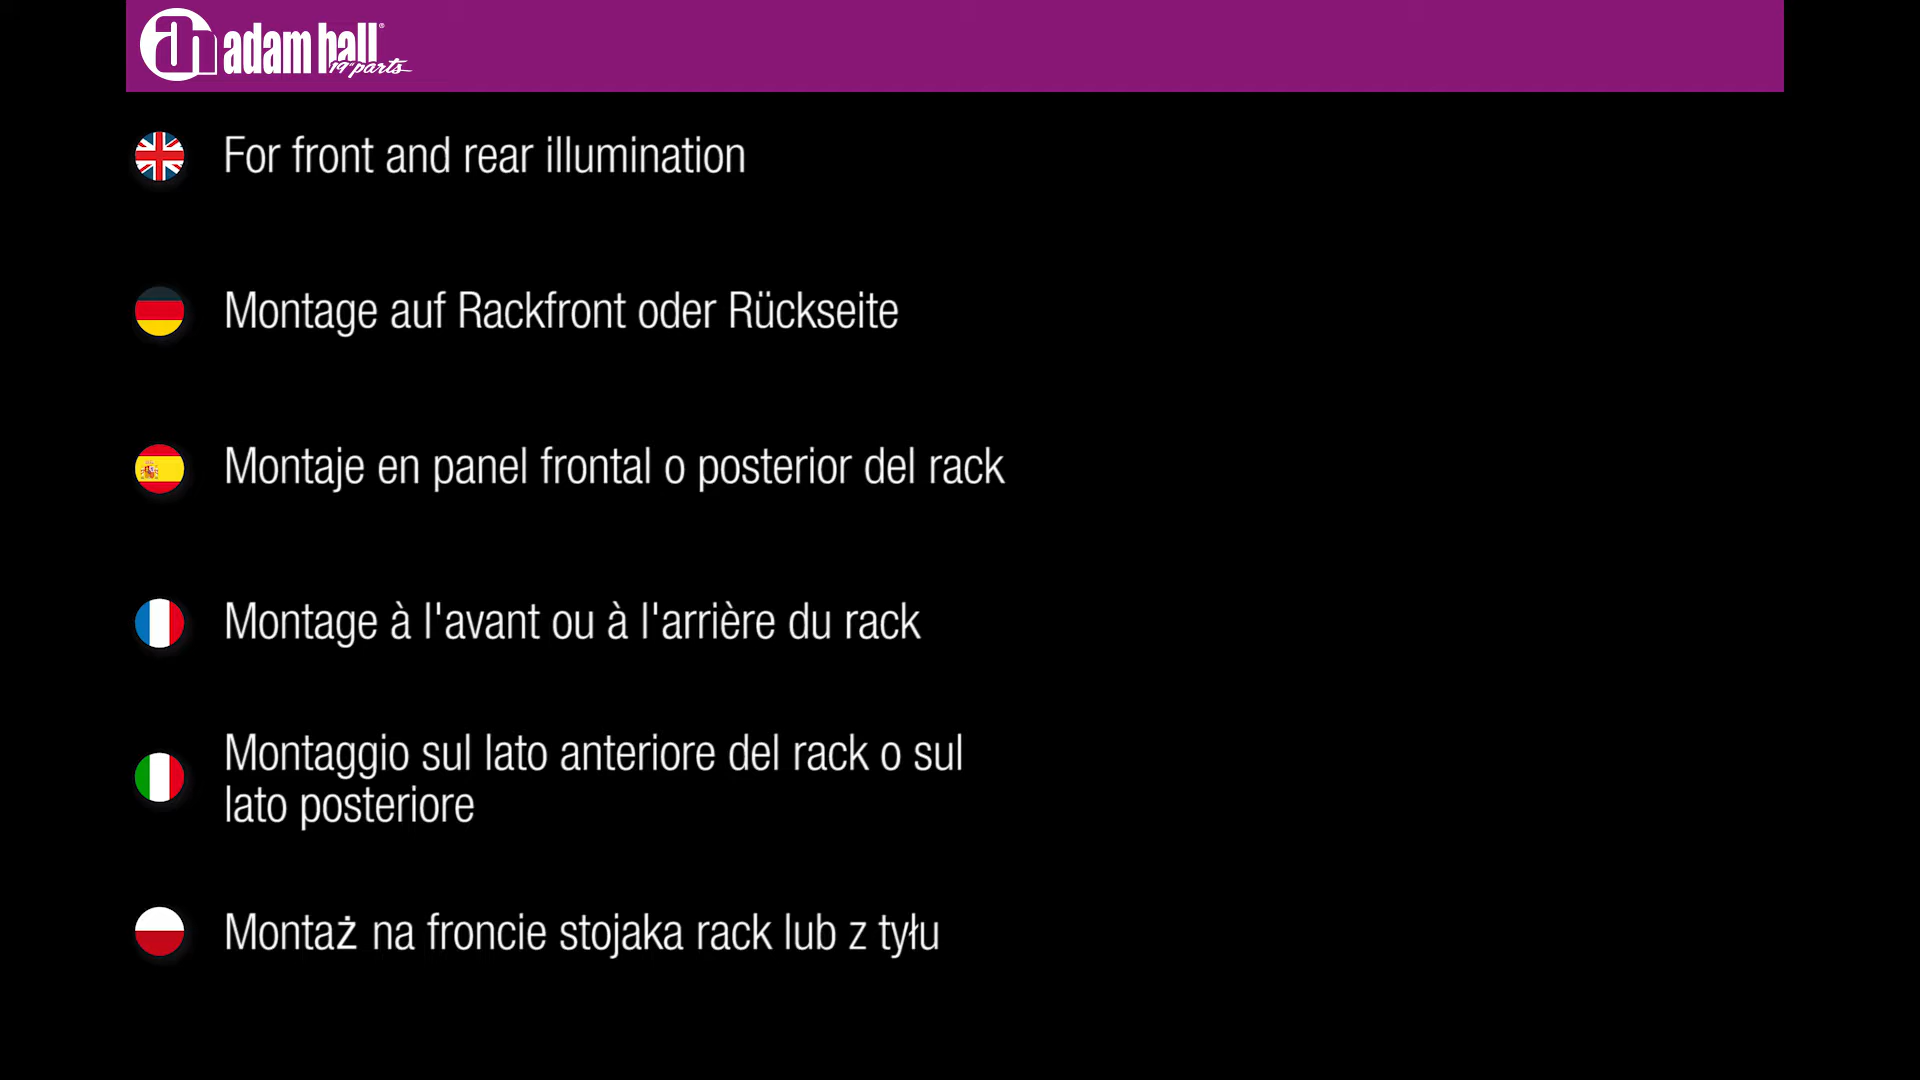 ah adam hall®
19" parts
For front and rear illumination
Montage auf Rackfront oder Rückseite
Montaje en panel frontal o posterior del rack
Montage à l'avant ou à l'arrière du rack
Montaggio sul lato anteriore del rack o sul
lato posteriore
Montaż na froncie stojaka rack lub z tyłu